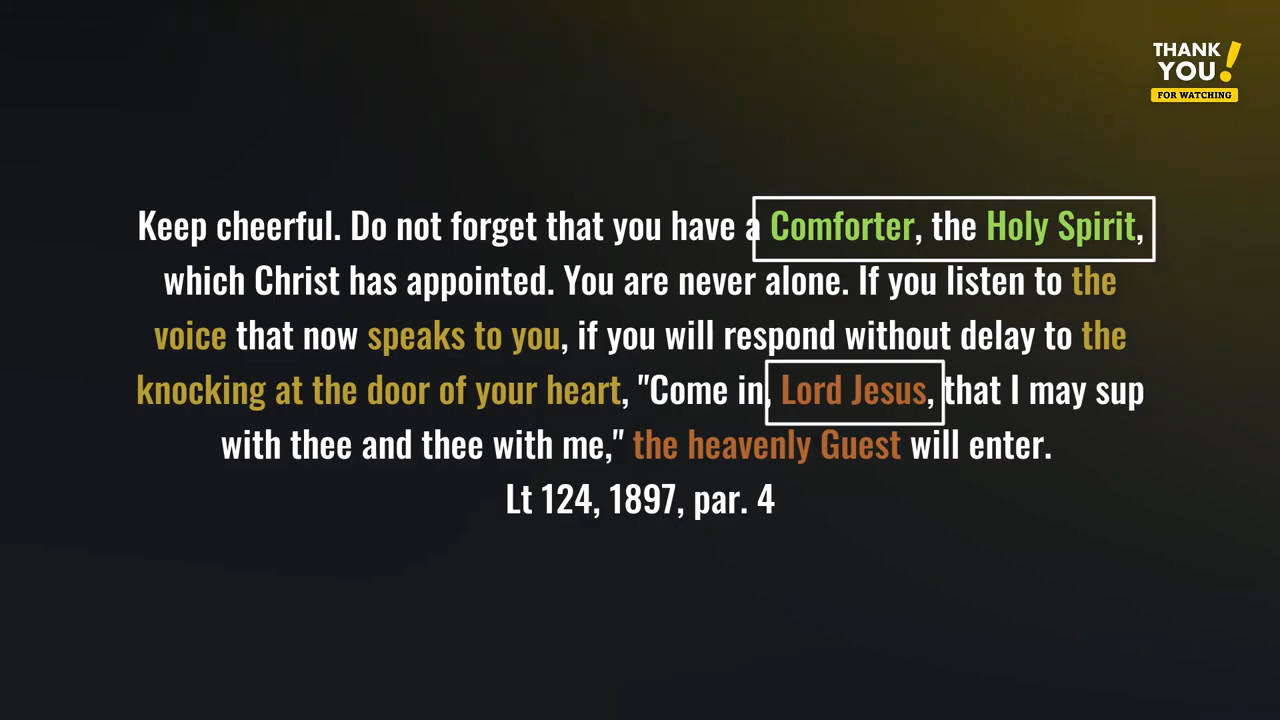 THANK
YOU!
FOR WATCHING
Keep cheerful. Do not forget that you have a Comforter, the Holy Spirit,
which Christ has appointed. You are never alone. If you listen to the
voice that now speaks to you, if you will respond without delay to the
knocking at the door of your heart, "Come in, Lord Jesus, that I may sup
with thee and thee with me," the heavenly Guest will enter.
Lt 124, 1897, par. 4